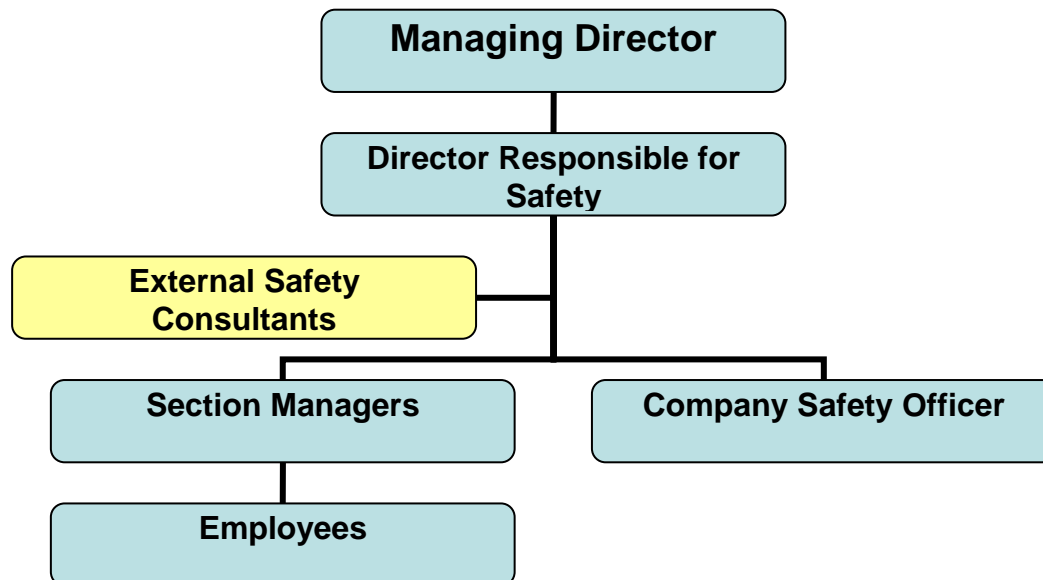 Managing Director
Director Responsible for
Safety
External Safety
Consultants
Section Managers
Company Safety Officer
Employees